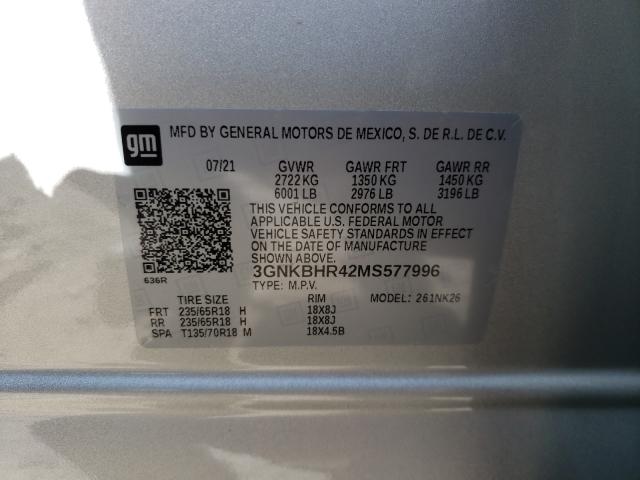 gm MFD BY GENERAL MOTORS DE MEXICO, S. DE R.L. DE C.V.
07/21 GVWR GAWR FRT GAWR RR
2722 KG 1350 KG 1450 KG
6001 LB 2976 LB 3196 LB
THIS VEHICLE CONFORMS TO ALL
APPLICABLE U.S. FEDERAL MOTOR
VEHICLE SAFETY STANDARDS IN EFFECT
ON THE DATE OF MANUFACTURE
SHOWN ABOVE.
3GNKBHR42MS577996
636R
TYPE: M.P.V. MODEL: 261NK26
TIRE SIZE RIM
FRT 235/65R18 H 18X8J
RR 235/65R18 H 18X8J
SPA T135/70R18 M 18X4.5B